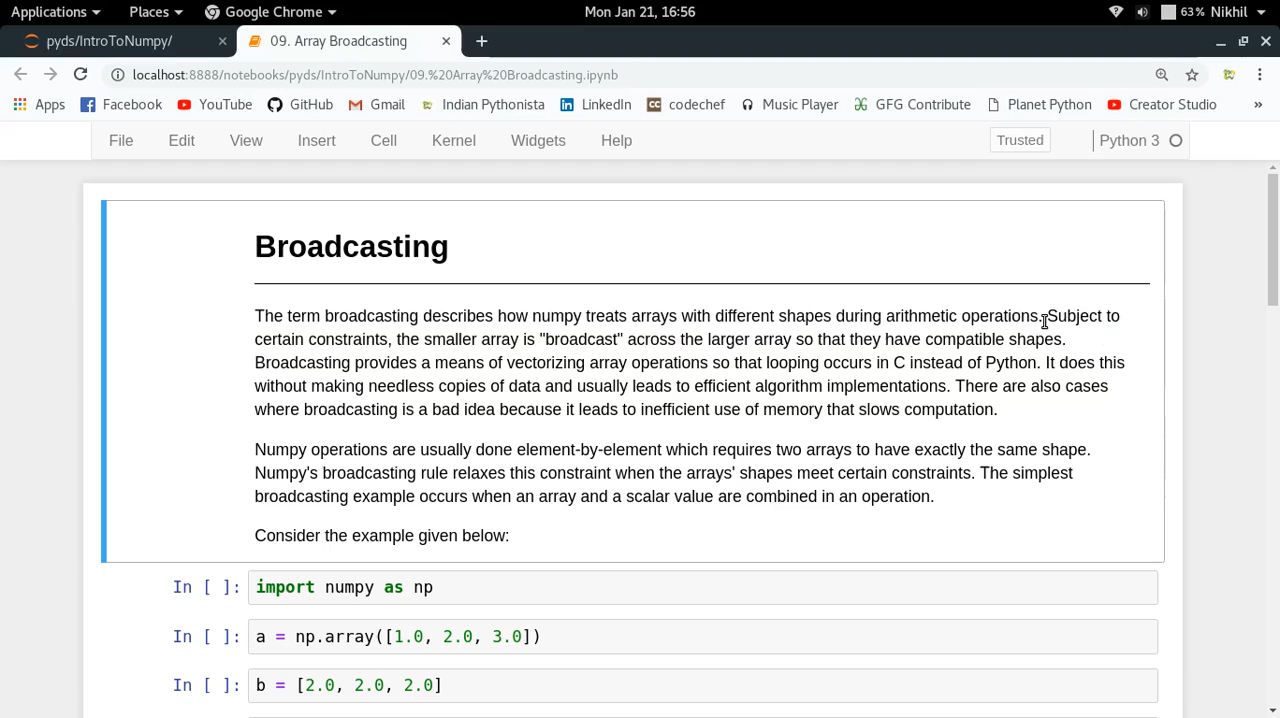 Applications Places Google Chrome Mon Jan 21, 16:56 63% Nikhil
pyds/IntroToNumpy/ 09. Array Broadcasting
localhost:8888/notebooks/pyds/IntroToNumpy/09.%20Array%20Broadcasting.ipynb
Apps Facebook YouTube GitHub Gmail Indian Pythonista LinkedIn codechef Music Player GFG Contribute Planet Python Creator Studio »
File Edit View Insert Cell Kernel Widgets Help Trusted Python 3
Broadcasting
The term broadcasting describes how numpy treats arrays with different shapes during arithmetic operations. Subject to
certain constraints, the smaller array is "broadcast" across the larger array so that they have compatible shapes.
Broadcasting provides a means of vectorizing array operations so that looping occurs in C instead of Python. It does this
without making needless copies of data and usually leads to efficient algorithm implementations. There are also cases
where broadcasting is a bad idea because it leads to inefficient use of memory that slows computation.
Numpy operations are usually done element-by-element which requires two arrays to have exactly the same shape.
Numpy's broadcasting rule relaxes this constraint when the arrays' shapes meet certain constraints. The simplest
broadcasting example occurs when an array and a scalar value are combined in an operation.
Consider the example given below:
In [ ]: import numpy as np
In [ ]: a = np.array([1.0, 2.0, 3.0])
In [ ]: b = [2.0, 2.0, 2.0]